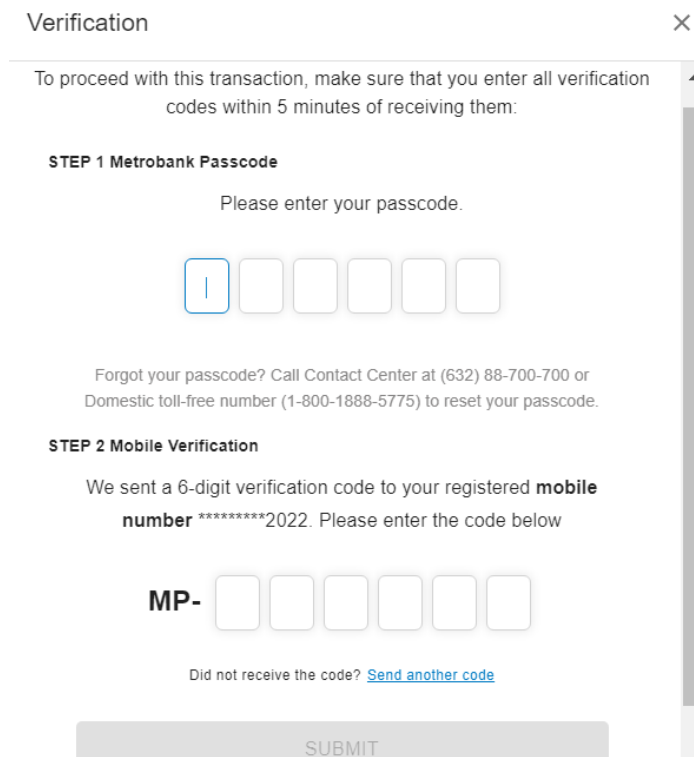 Verification
To proceed with this transaction, make sure that you enter all verification
codes within 5 minutes of receiving them:
STEP 1 Metrobank Passcode
Please enter your passcode.
Forgot your passcode? Call Contact Center at (632) 88-700-700 or
Domestic toll-free number (1-800-1888-5775) to reset your passcode.
STEP 2 Mobile Verification
We sent a 6-digit verification code to your registered mobile
number *********2022. Please enter the code below
MP-
Did not receive the code? Send another code
SUBMIT